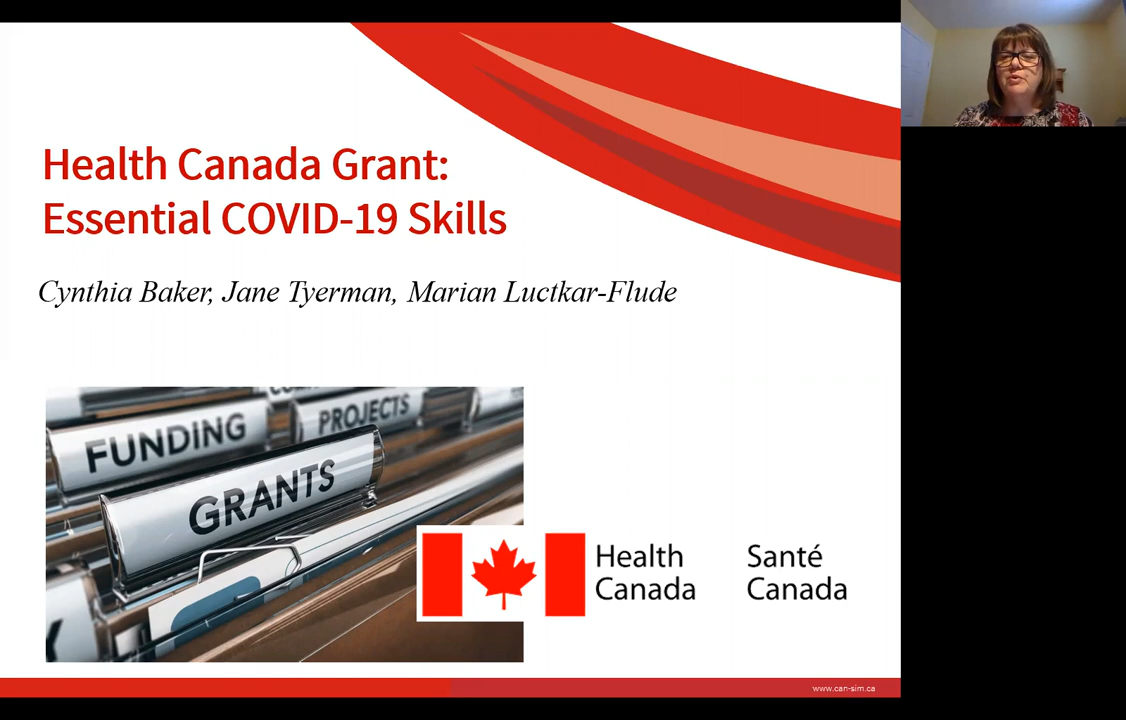 Health Canada Grant:
Essential COVID-19 Skills
Cynthia Baker, Jane Tyerman, Marian Luctkar-Flude
FUNDING
PROJECTS
GRANTS
Health
Canada
Santé
Canada
www.can-sim.ca